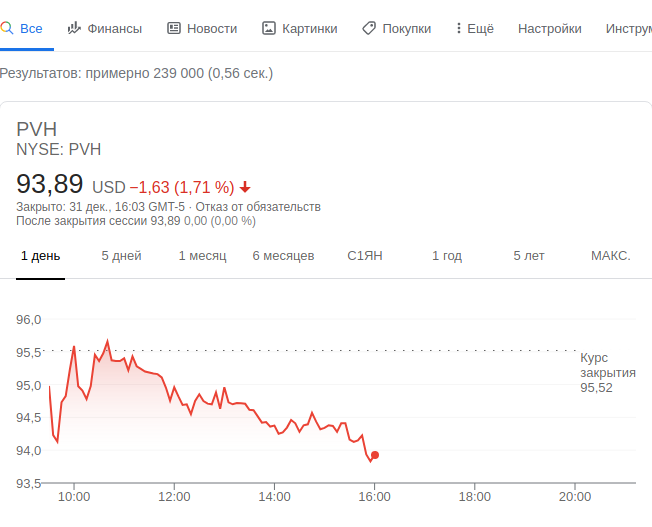 Все Финансы Новости Картинки Покупки Ещё Настройки Инструм
Результатов: примерно 239 000 (0,56 сек.)
PVH
NYSE: PVH
93,89 USD −1,63 (1,71 %)
Закрыто: 31 дек., 16:03 GMT-5 · Отказ от обязательств
После закрытия сессии 93,89 0,00 (0,00 %)
1 день 5 дней 1 месяц 6 месяцев С1ЯН 1 год 5 лет МАКС.
96,0
95,5
Курс
закрытия
95,52
95,0
94,5
94,0
93,5
10:00 12:00 14:00 16:00 18:00 20:00